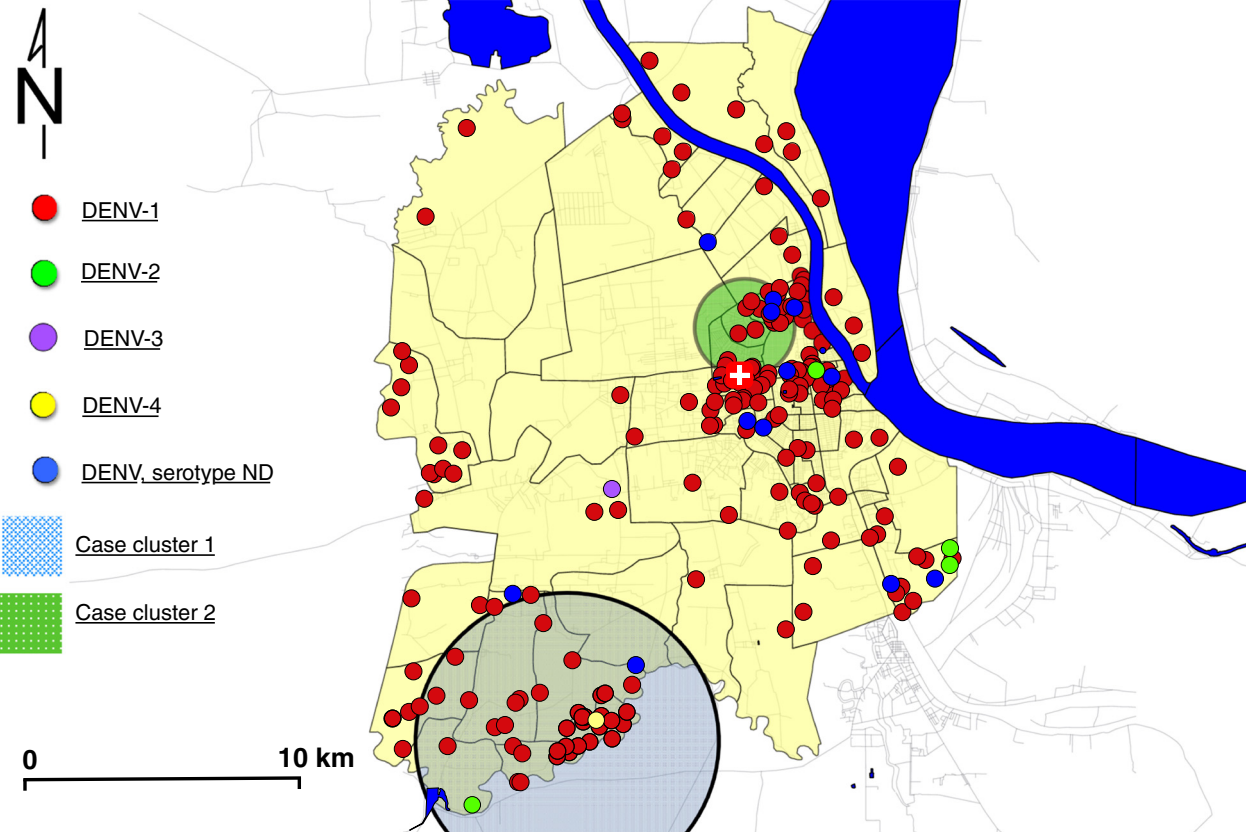 N
DENV-1
DENV-2
DENV-3
DENV-4
DENV, serotype ND
Case cluster 1
Case cluster 2
0 10 km